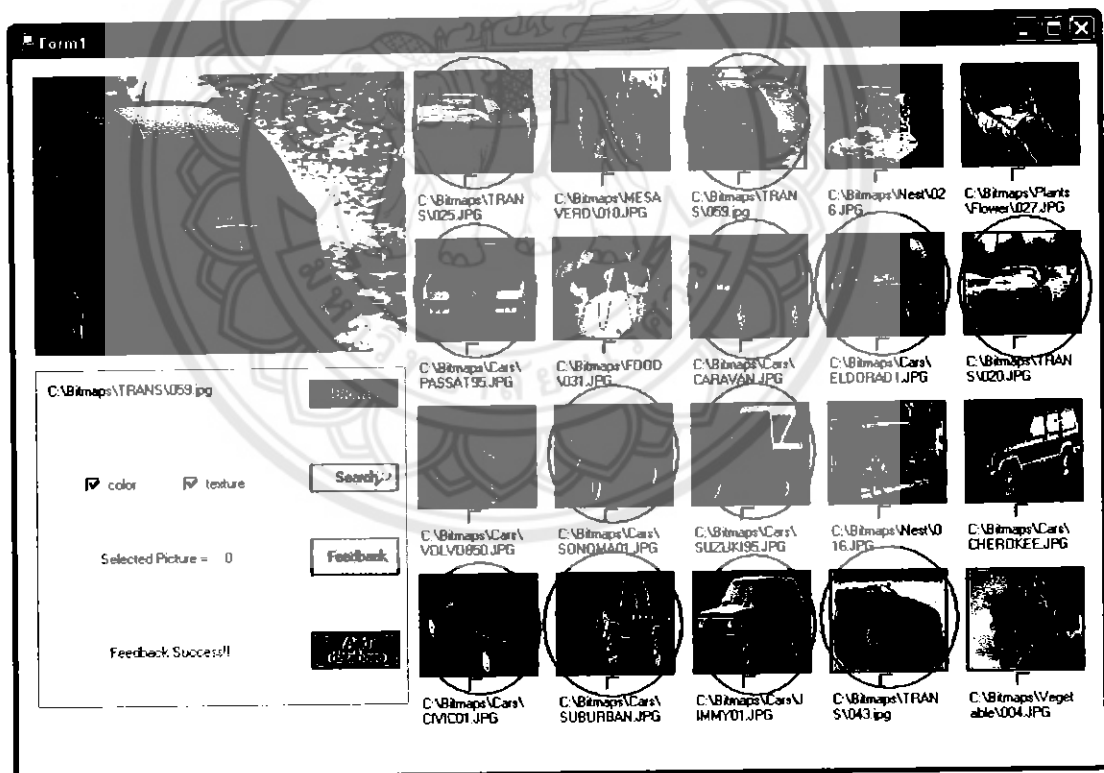 Form1
C:\Bitmaps\TRAN
S\025.JPG
C:\Bitmaps\MESA
VERD\010.JPG
C:\Bitmaps\TRAN
S\059.jpg
C:\Bitmaps\Nest\02
6.JPG
C:\Bitmaps\Plants
\Flower\027.JPG
C:\Bitmaps\Cars\
PASSAT95.JPG
C:\Bitmaps\FOOD
\031.JPG
C:\Bitmaps\Cars\
CARAVAN.JPG
C:\Bitmaps\Cars\
ELDORAD1.JPG
C:\Bitmaps\TRAN
S\020.JPG
C:\Bitmaps\TRANS\059.jpg
color texture
Search>
Selected Picture = 0
Feedback
Feedback Success!!
C:\Bitmaps\Cars\
VOLVO850.JPG
C:\Bitmaps\Cars\
SONOMA01.JPG
C:\Bitmaps\Cars\
SUZUKI95.JPG
C:\Bitmaps\Nest\0
16.JPG
C:\Bitmaps\Cars\
CHEROKEE.JPG
C:\Bitmaps\Cars\
CIVIC01.JPG
C:\Bitmaps\Cars\
SUBURBAN.JPG
C:\Bitmaps\Cars\J
IMMY01.JPG
C:\Bitmaps\TRAN
S\043.jpg
C:\Bitmaps\Veget
able\004.JPG